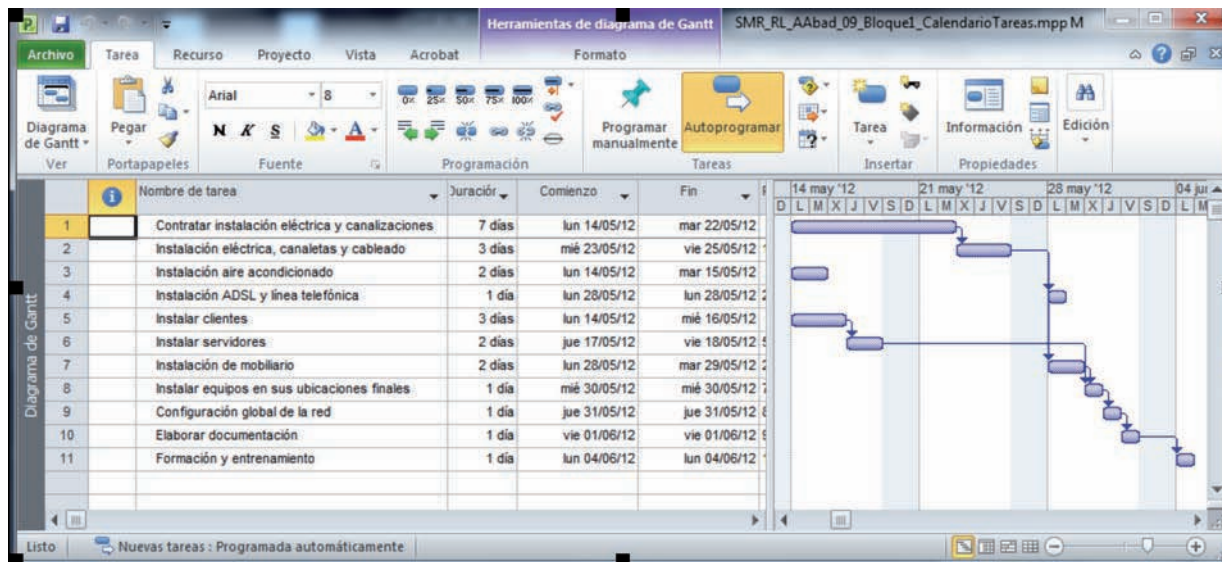 Herramientas de diagrama de Gantt SMR_RL_AAbad_09_Bloque1_CalendarioTareas.mpp M
Archivo Tarea Recurso Proyecto Vista Acrobat Formato
Diagrama de Gantt
Ver
Pegar
Portapapeles
Arial 8
N K S A
Fuente
0× 25× 50× 75× 100×
Programación
Programar manualmente
Autoprogramar
Tareas
Tarea
Insertar
Información
Propiedades
Edición
Nombre de tarea Comienzo Fin 14 may '12 21 may '12 28 may '12
D L M X J V S D L M X J V S D L M X J V S D L M
1 Contratar instalación eléctrica y canalizaciones 7 días lun 14/05/12 mar 22/05/12
2 Instalación eléctrica, canaletas y cableado 3 días mié 23/05/12 vie 25/05/12
3 Instalación aire acondicionado 2 días lun 14/05/12 mar 15/05/12
4 Instalación ADSL y línea telefónica 1 día lun 28/05/12 lun 28/05/12
5 Instalar clientes 3 días lun 14/05/12 mié 16/05/12
6 Instalar servidores 2 días jue 17/05/12 vie 18/05/12
7 Instalación de mobiliario 2 días lun 28/05/12 mar 29/05/12
8 Instalar equipos en sus ubicaciones finales 1 día mié 30/05/12 mié 30/05/12
9 Configuración global de la red 1 día jue 31/05/12 jue 31/05/12
10 Elaborar documentación 1 día vie 01/06/12 vie 01/06/12
11 Formación y entrenamiento 1 día lun 04/06/12 lun 04/06/12
Diagrama de Gantt
Listo Nuevas tareas : Programada automáticamente